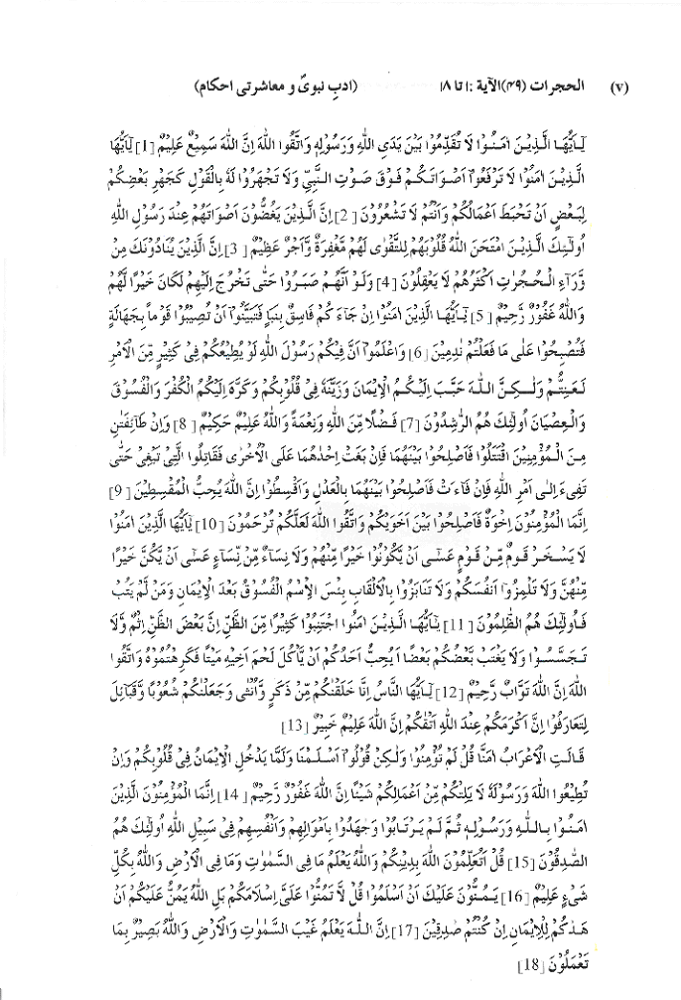 (۷) الحجرات (۴۹) الآیة: ۱ تا ۱۸ (ادبِ نبویؐ و معاشرتی احکام)
يٰۤاَيُّهَا الَّذِيْنَ اٰمَنُوْا لَا تُقَدِّمُوْا بَيْنَ يَدَىِ اللّٰهِ وَرَسُوْلِهٖ وَاتَّقُوا اللّٰهَ اِنَّ اللّٰهَ سَمِيْعٌ عَلِيْمٌ [1] يٰۤاَيُّهَا
الَّذِيْنَ اٰمَنُوْا لَا تَرْفَعُوْۤا اَصْوَاتَكُمْ فَوْقَ صَوْتِ النَّبِيِّ وَلَا تَجْهَرُوْا لَهٗ بِالْقَوْلِ كَجَهْرِ بَعْضِكُمْ
لِبَعْضٍ اَنْ تَحْبَطَ اَعْمَالُكُمْ وَاَنْتُمْ لَا تَشْعُرُوْنَ [2] اِنَّ الَّذِيْنَ يَغُضُّوْنَ اَصْوَاتَهُمْ عِنْدَ رَسُوْلِ اللّٰهِ
اُولٰٓئِكَ الَّذِيْنَ امْتَحَنَ اللّٰهُ قُلُوْبَهُمْ لِلتَّقْوٰى لَهُمْ مَّغْفِرَةٌ وَّاَجْرٌ عَظِيْمٌ [3] اِنَّ الَّذِيْنَ يُنَادُوْنَكَ مِنْ
وَّرَآءِ الْحُجُرٰتِ اَكْثَرُهُمْ لَا يَعْقِلُوْنَ [4] وَلَوْ اَنَّهُمْ صَبَرُوْا حَتّٰى تَخْرُجَ اِلَيْهِمْ لَكَانَ خَيْرًا لَّهُمْ
وَاللّٰهُ غَفُوْرٌ رَّحِيْمٌ [5] يٰۤاَيُّهَا الَّذِيْنَ اٰمَنُوْۤا اِنْ جَآءَكُمْ فَاسِقٌ بِنَبَاٍ فَتَبَيَّنُوْۤا اَنْ تُصِيْبُوْا قَوْمًا بِجَهَالَةٍ
فَتُصْبِحُوْا عَلٰى مَا فَعَلْتُمْ نٰدِمِيْنَ [6] وَاعْلَمُوْۤا اَنَّ فِيْكُمْ رَسُوْلَ اللّٰهِ لَوْ يُطِيْعُكُمْ فِىْ كَثِيْرٍ مِّنَ الْاَمْرِ
لَعَنِتُّمْ وَلٰكِنَّ اللّٰهَ حَبَّبَ اِلَيْكُمُ الْاِيْمَانَ وَزَيَّنَهٗ فِىْ قُلُوْبِكُمْ وَكَرَّهَ اِلَيْكُمُ الْكُفْرَ وَالْفُسُوْقَ
وَالْعِصْيَانَ اُولٰٓئِكَ هُمُ الرّٰشِدُوْنَ [7] فَضْلًا مِّنَ اللّٰهِ وَنِعْمَةً وَاللّٰهُ عَلِيْمٌ حَكِيْمٌ [8] وَاِنْ طَآئِفَتٰنِ
مِنَ الْمُؤْمِنِيْنَ اقْتَتَلُوْا فَاَصْلِحُوْا بَيْنَهُمَا فَاِنْ بَغَتْ اِحْدٰهُمَا عَلَى الْاُخْرٰى فَقَاتِلُوا الَّتِىْ تَبْغِىْ حَتّٰى
تَفِىْٓءَ اِلٰٓى اَمْرِ اللّٰهِ فَاِنْ فَآءَتْ فَاَصْلِحُوْا بَيْنَهُمَا بِالْعَدْلِ وَاَقْسِطُوْا اِنَّ اللّٰهَ يُحِبُّ الْمُقْسِطِيْنَ [9]
اِنَّمَا الْمُؤْمِنُوْنَ اِخْوَةٌ فَاَصْلِحُوْا بَيْنَ اَخَوَيْكُمْ وَاتَّقُوا اللّٰهَ لَعَلَّكُمْ تُرْحَمُوْنَ [10] يٰۤاَيُّهَا الَّذِيْنَ اٰمَنُوْا
لَا يَسْخَرْ قَوْمٌ مِّنْ قَوْمٍ عَسٰٓى اَنْ يَّكُوْنُوْا خَيْرًا مِّنْهُمْ وَلَا نِسَآءٌ مِّنْ نِّسَآءٍ عَسٰٓى اَنْ يَّكُنَّ خَيْرًا
مِّنْهُنَّ وَلَا تَلْمِزُوْۤا اَنْفُسَكُمْ وَلَا تَنَابَزُوْا بِالْاَلْقَابِ بِئْسَ الِاسْمُ الْفُسُوْقُ بَعْدَ الْاِيْمَانِ وَمَنْ لَّمْ يَتُبْ
فَاُولٰٓئِكَ هُمُ الظّٰلِمُوْنَ [11] يٰۤاَيُّهَا الَّذِيْنَ اٰمَنُوا اجْتَنِبُوْا كَثِيْرًا مِّنَ الظَّنِّ اِنَّ بَعْضَ الظَّنِّ اِثْمٌ وَّلَا
تَجَسَّسُوْا وَلَا يَغْتَبْ بَّعْضُكُمْ بَعْضًا اَيُحِبُّ اَحَدُكُمْ اَنْ يَّاْكُلَ لَحْمَ اَخِيْهِ مَيْتًا فَكَرِهْتُمُوْهُ وَاتَّقُوا
اللّٰهَ اِنَّ اللّٰهَ تَوَّابٌ رَّحِيْمٌ [12] يٰۤاَيُّهَا النَّاسُ اِنَّا خَلَقْنٰكُمْ مِّنْ ذَكَرٍ وَّاُنْثٰى وَجَعَلْنٰكُمْ شُعُوْبًا وَّقَبَآئِلَ
لِتَعَارَفُوْا اِنَّ اَكْرَمَكُمْ عِنْدَ اللّٰهِ اَتْقٰكُمْ اِنَّ اللّٰهَ عَلِيْمٌ خَبِيْرٌ [13]
قَالَتِ الْاَعْرَابُ اٰمَنَّا قُلْ لَّمْ تُؤْمِنُوْا وَلٰكِنْ قُوْلُوْۤا اَسْلَمْنَا وَلَمَّا يَدْخُلِ الْاِيْمَانُ فِىْ قُلُوْبِكُمْ وَاِنْ
تُطِيْعُوا اللّٰهَ وَرَسُوْلَهٗ لَا يَلِتْكُمْ مِّنْ اَعْمَالِكُمْ شَيْئًا اِنَّ اللّٰهَ غَفُوْرٌ رَّحِيْمٌ [14] اِنَّمَا الْمُؤْمِنُوْنَ الَّذِيْنَ
اٰمَنُوْا بِاللّٰهِ وَرَسُوْلِهٖ ثُمَّ لَمْ يَرْتَابُوْا وَجٰهَدُوْا بِاَمْوَالِهِمْ وَاَنْفُسِهِمْ فِىْ سَبِيْلِ اللّٰهِ اُولٰٓئِكَ هُمُ
الصّٰدِقُوْنَ [15] قُلْ اَتُعَلِّمُوْنَ اللّٰهَ بِدِيْنِكُمْ وَاللّٰهُ يَعْلَمُ مَا فِى السَّمٰوٰتِ وَمَا فِى الْاَرْضِ وَاللّٰهُ بِكُلِّ
شَىْءٍ عَلِيْمٌ [16] يَمُنُّوْنَ عَلَيْكَ اَنْ اَسْلَمُوْا قُلْ لَّا تَمُنُّوْا عَلَىَّ اِسْلَامَكُمْ بَلِ اللّٰهُ يَمُنُّ عَلَيْكُمْ اَنْ
هَدٰكُمْ لِلْاِيْمَانِ اِنْ كُنْتُمْ صٰدِقِيْنَ [17] اِنَّ اللّٰهَ يَعْلَمُ غَيْبَ السَّمٰوٰتِ وَالْاَرْضِ وَاللّٰهُ بَصِيْرٌ بِمَا
تَعْمَلُوْنَ [18]